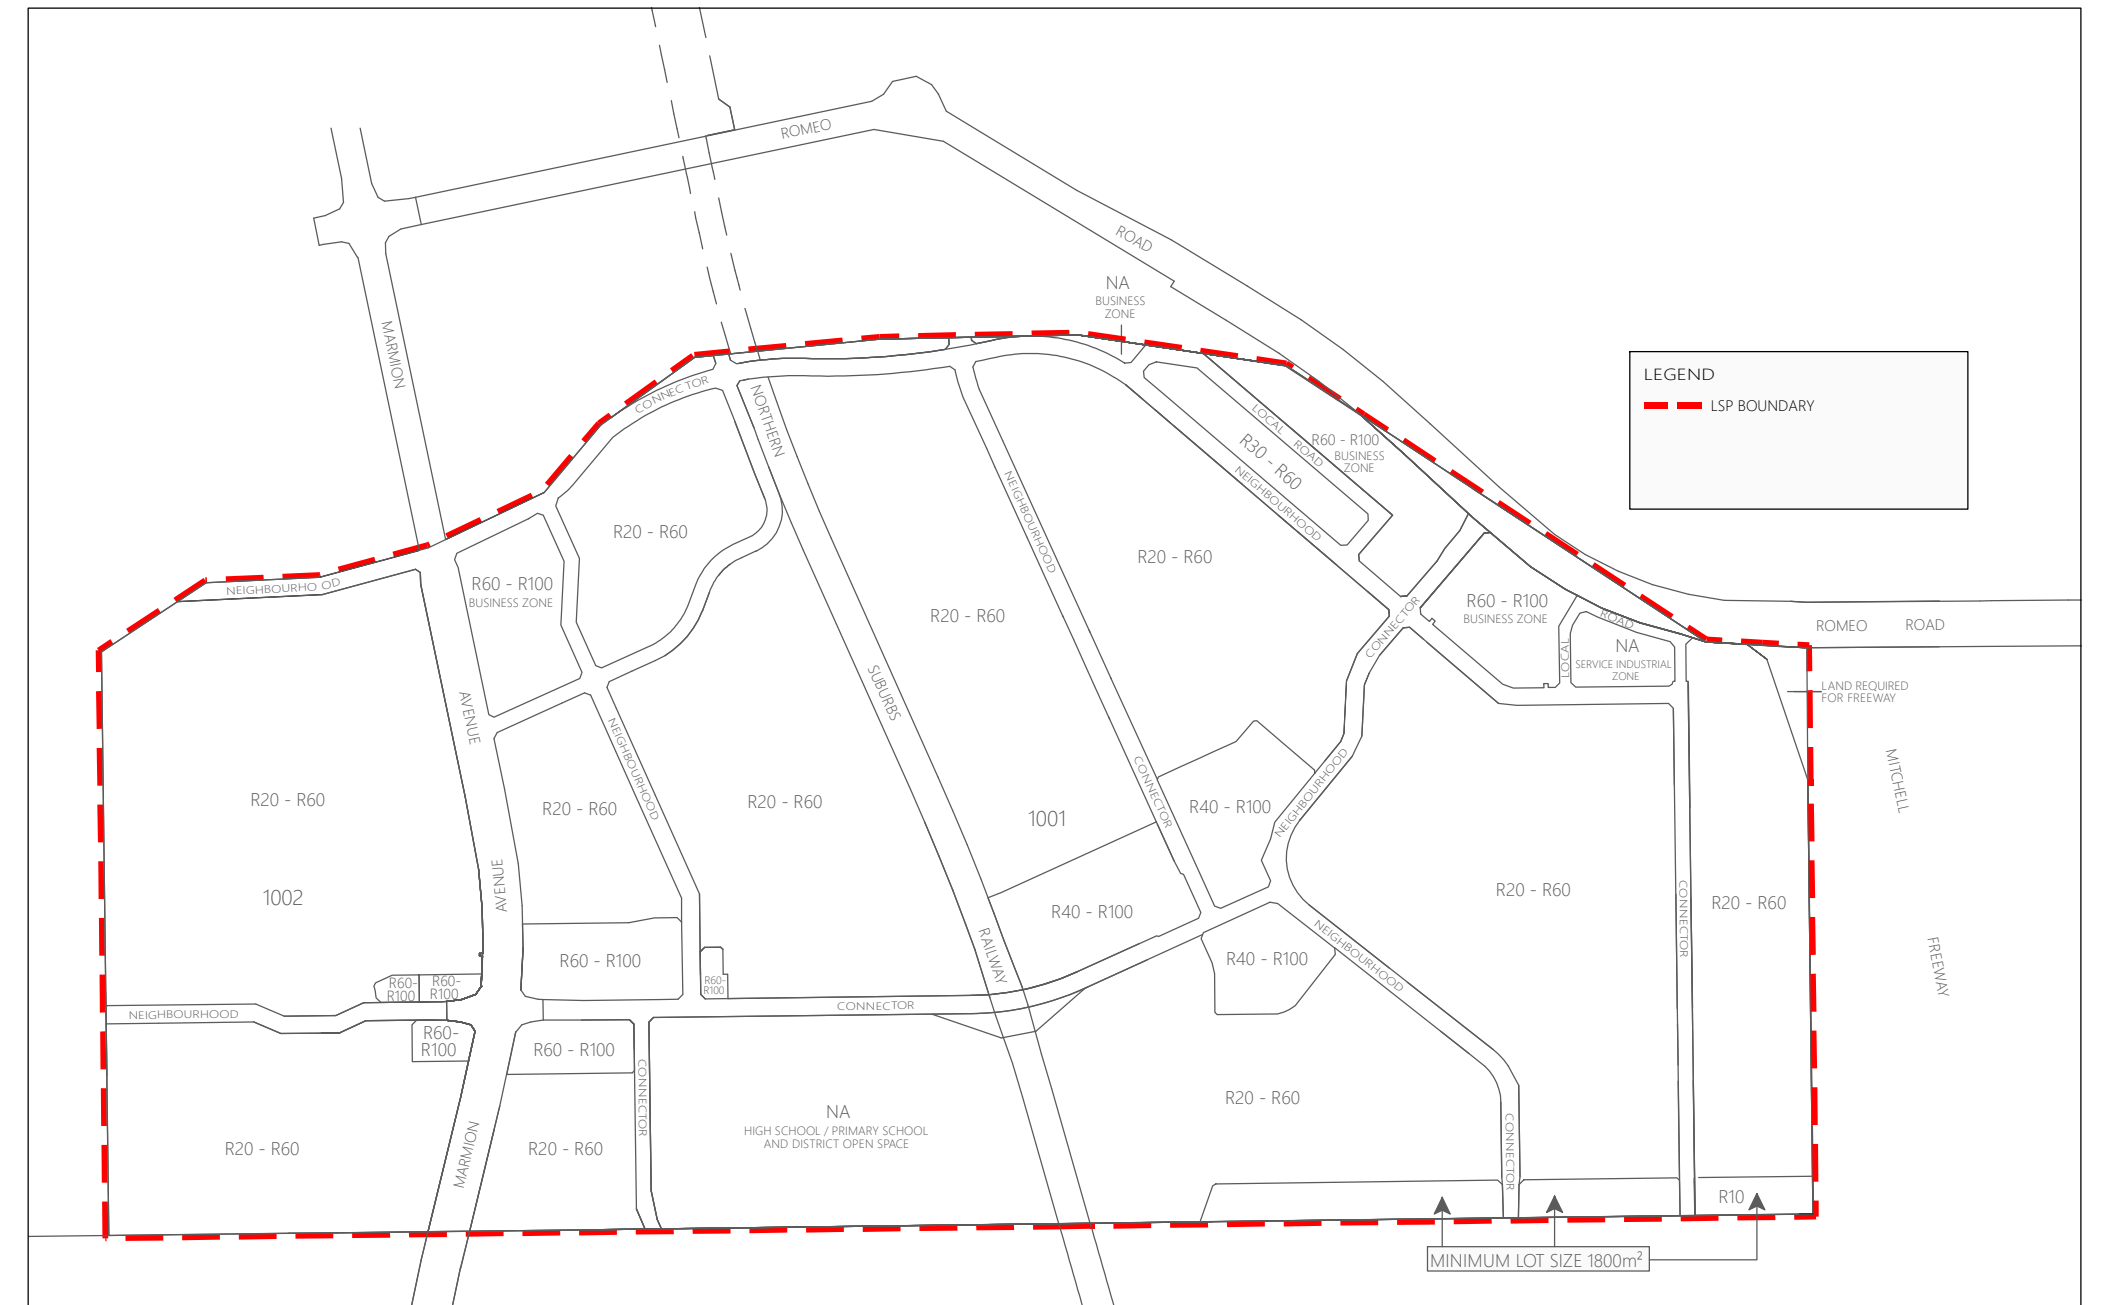 ROMEO
ROAD
NA
BUSINESS
ZONE
MARMION
LEGEND
LSP BOUNDARY
CONNEC TOR
NORTHERN
LOCAL ROAD
R60 - R100
BUSINESS
ZONE
R30 - R60
NEIGHBOURHOOD
NEIGHBOURHOOD
R20 - R60
R20 - R60
NEIGHBOURHO OD
R60 - R100
BUSINESS ZONE
R20 - R60
CONNECTOR
R60 - R100
BUSINESS ZONE
LOCAL
ROAD
NA
SERVICE INDUSTRIAL
ZONE
ROMEO ROAD
LAND REQUIRED
FOR FREEWAY
AVENUE
SUBURBS
NEIGHBOURHOOD
MITCHELL
R20 - R60
R20 - R60
R20 - R60
1001
CONNECTOR
R40 - R100
NEIGHBOURHOOD
AVENUE
1002
R40 - R100
R20 - R60
CONNECTOR
R20 - R60
R60 - R100
RAILWAY
R40 - R100
NEIGHBOURHOOD
FREEWAY
R60-
R100
R60-
R100
R60-
R100
NEIGHBOURHOOD
CONNECTOR
R60-
R100
R60 - R100
CONNECTOR
NA
HIGH SCHOOL / PRIMARY SCHOOL
AND DISTRICT OPEN SPACE
R20 - R60
R20 - R60
MARMION
R20 - R60
CONNECTOR
R10
MINIMUM LOT SIZE 1800m²